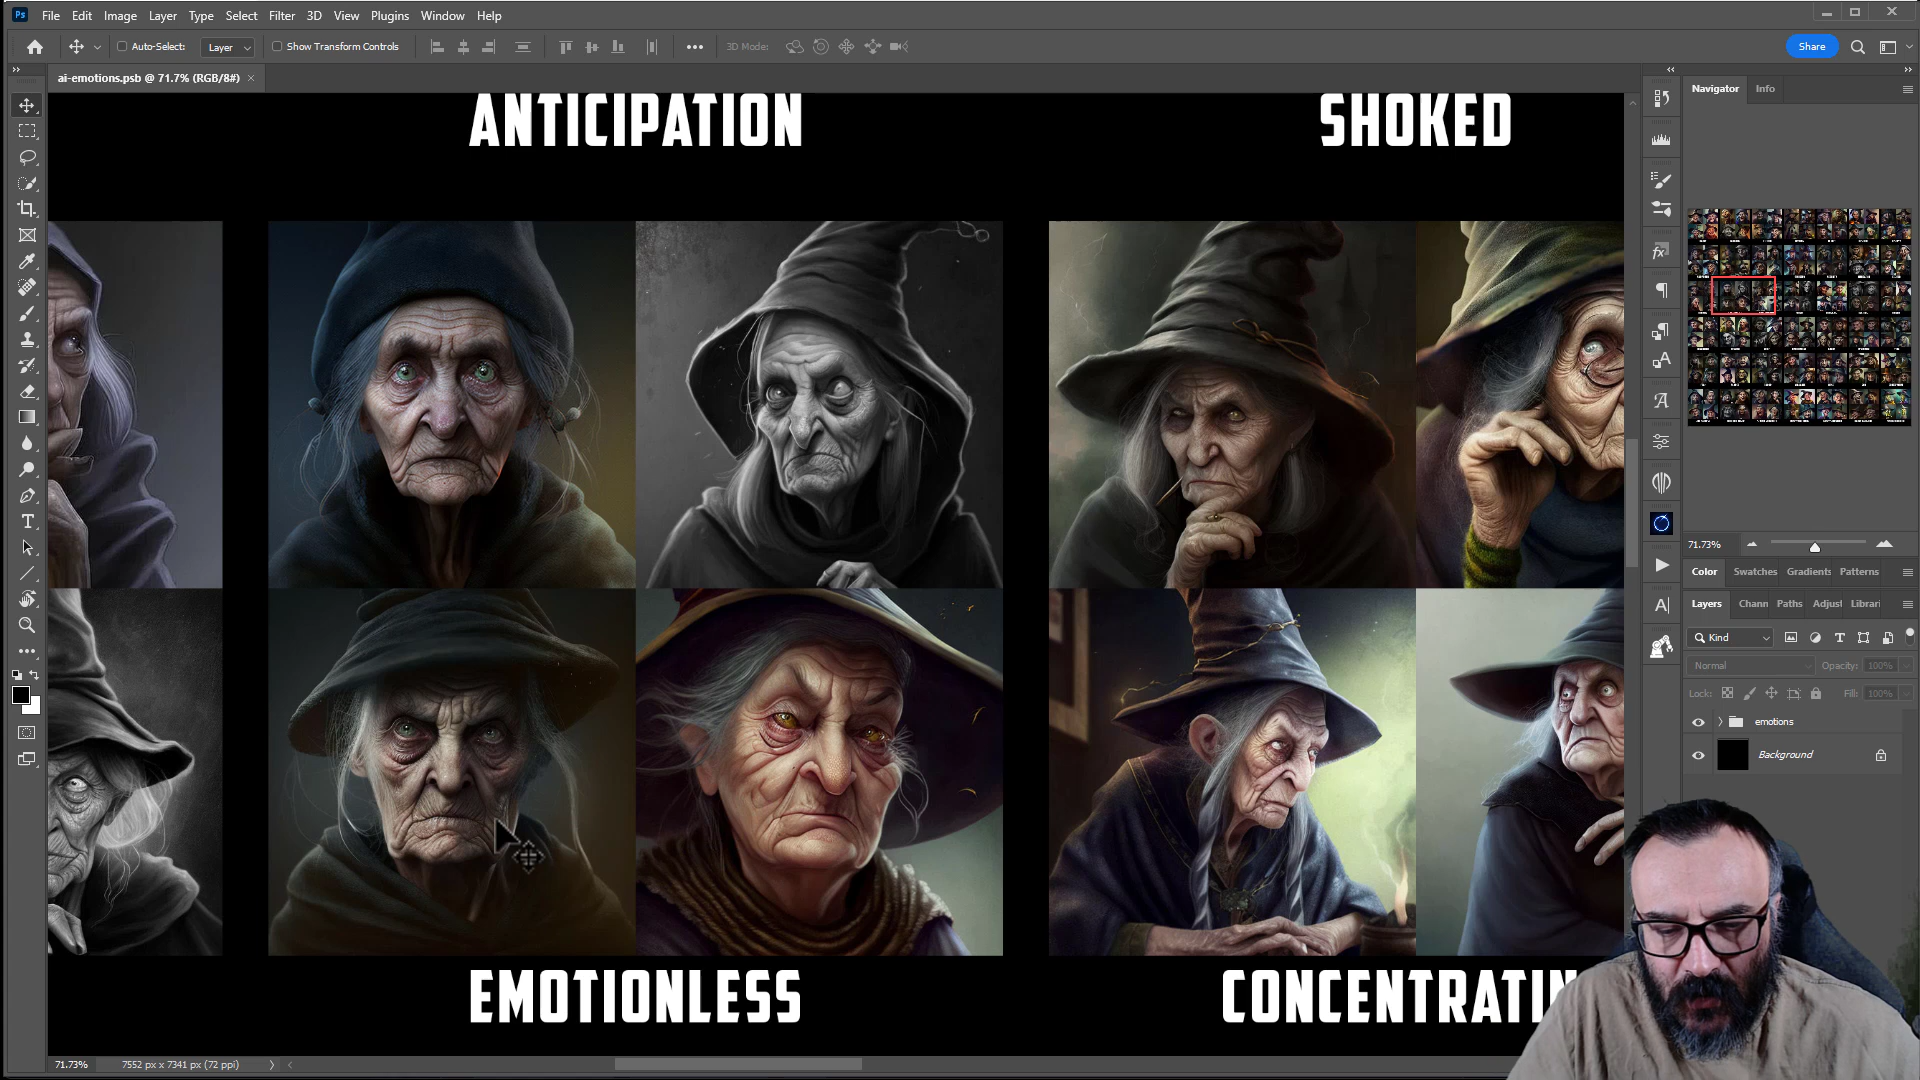 Ps File Edit Image Layer Type Select Filter 3D View Plugins Window Help
Auto-Select: Layer Show Transform Controls 3D Mode: Share
ai-emotions.psb @ 71.7% (RGB/8#)
Navigator Info
ANTICIPATION SHOKED
71.73%
Color Swatches Gradients Patterns
Layers Chann Paths Adjust Librari
Kind
Normal Opacity: 100%
Lock: Fill: 100%
emotions
Background
EMOTIONLESS CONCENTRATIN
71.73% 7552 px x 7341 px (72 ppi)